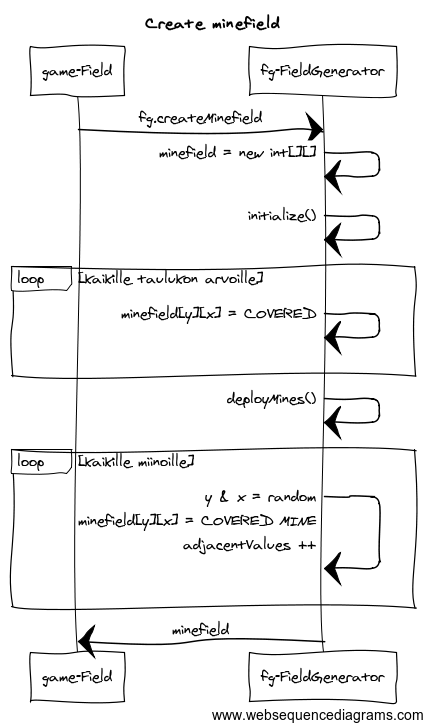 Create minefield
game-Field
fg-FieldGenerator
fg.createMinefield
minefield = new int[][]
initialize()
loop [kaikille taulukon arvoille]
minefield[y][x] = COVERED
deployMines()
loop [kaikille miinoille]
y & x = random
minefield[y][x] = COVERED MINE
adjacentValues ++
minefield
game-Field
fg-FieldGenerator
www.websequencediagrams.com